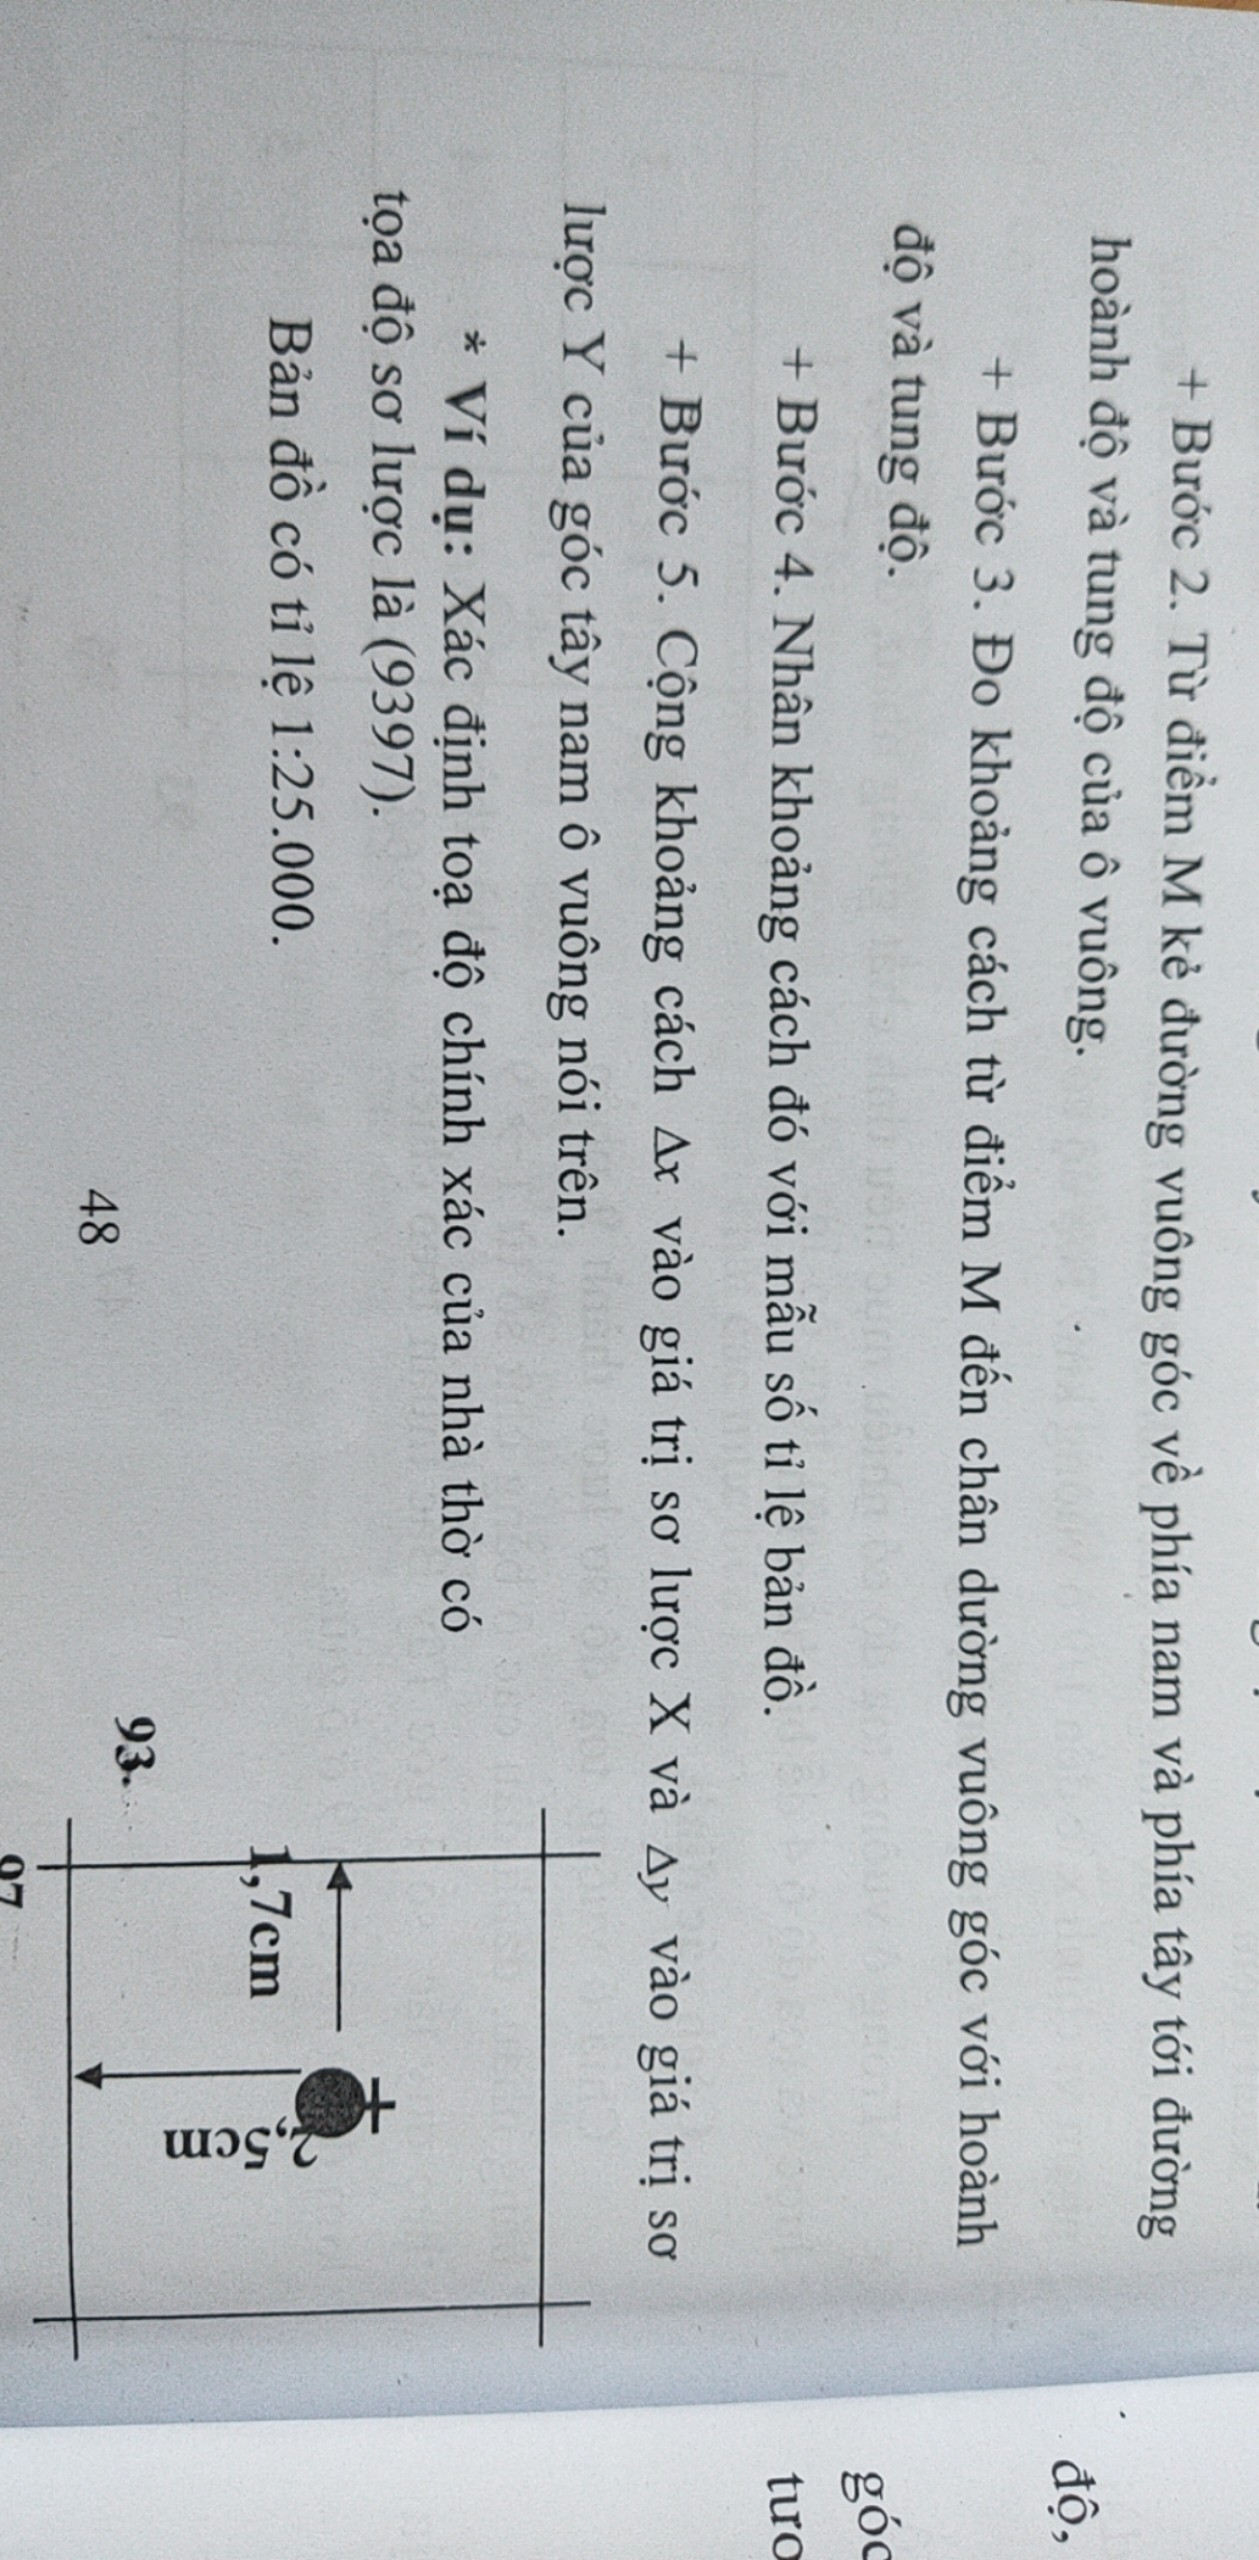 + Bước 2. Từ điểm M kẻ đường vuông góc về phía nam và phía tây tới đường
hoành độ và tung độ của ô vuông.
+ Bước 3. Đo khoảng cách từ điểm M đến chân dường vuông góc với hoành
độ và tung độ.
+ Bước 4. Nhân khoảng cách đó với mẫu số tỉ lệ bản đồ.
+ Bước 5. Cộng khoảng cách Δx vào giá trị sơ lược X và Δy vào giá trị sơ
lược Y của góc tây nam ô vuông nói trên.
* Ví dụ: Xác định toạ độ chính xác của nhà thờ có
tọa độ sơ lược là (9397).
Bản đồ có tỉ lệ 1:25.000.
1,7cm
2,5cm
93
97
48
độ,
góc